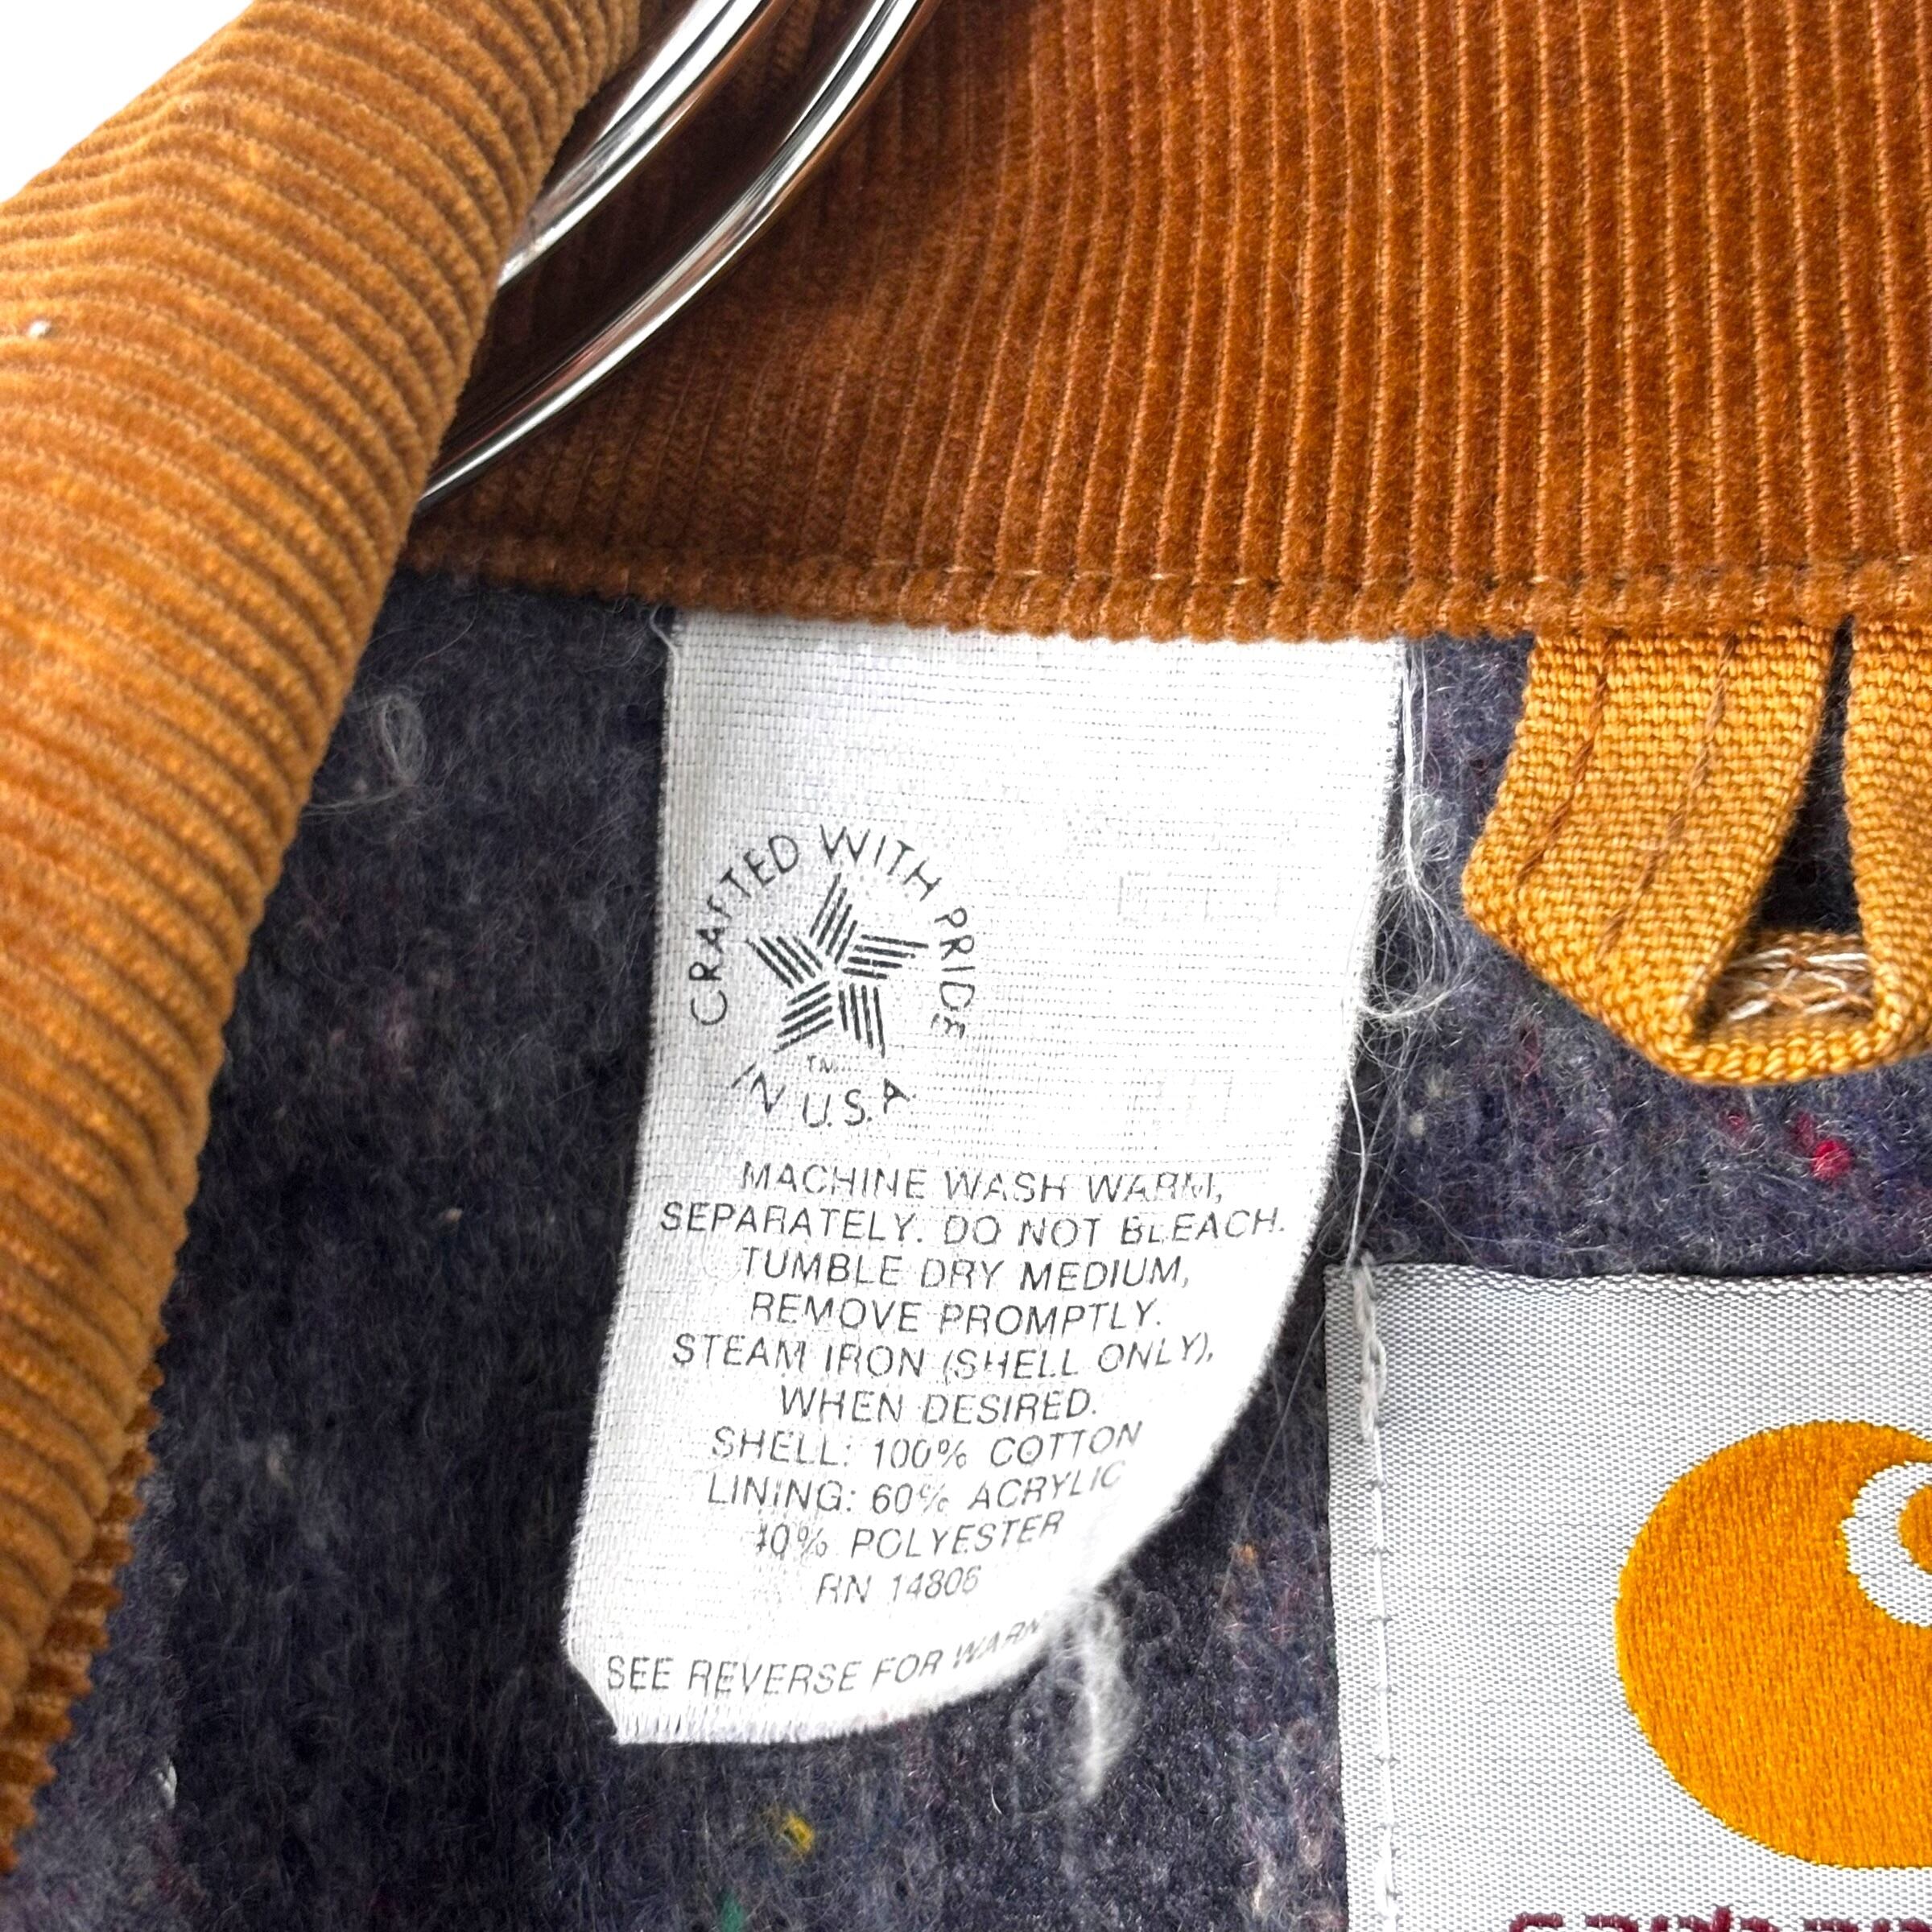 CRAFTED WITH PRIDE
TM
IN U.S.A
MACHINE WASH WARM,
SEPARATELY. DO NOT BLEACH.
TUMBLE DRY MEDIUM,
REMOVE PROMPTLY.
STEAM IRON (SHELL ONLY),
WHEN DESIRED.
SHELL: 100% COTTON
LINING: 60% ACRYLIC
40% POLYESTER
RN 14806
SEE REVERSE FOR